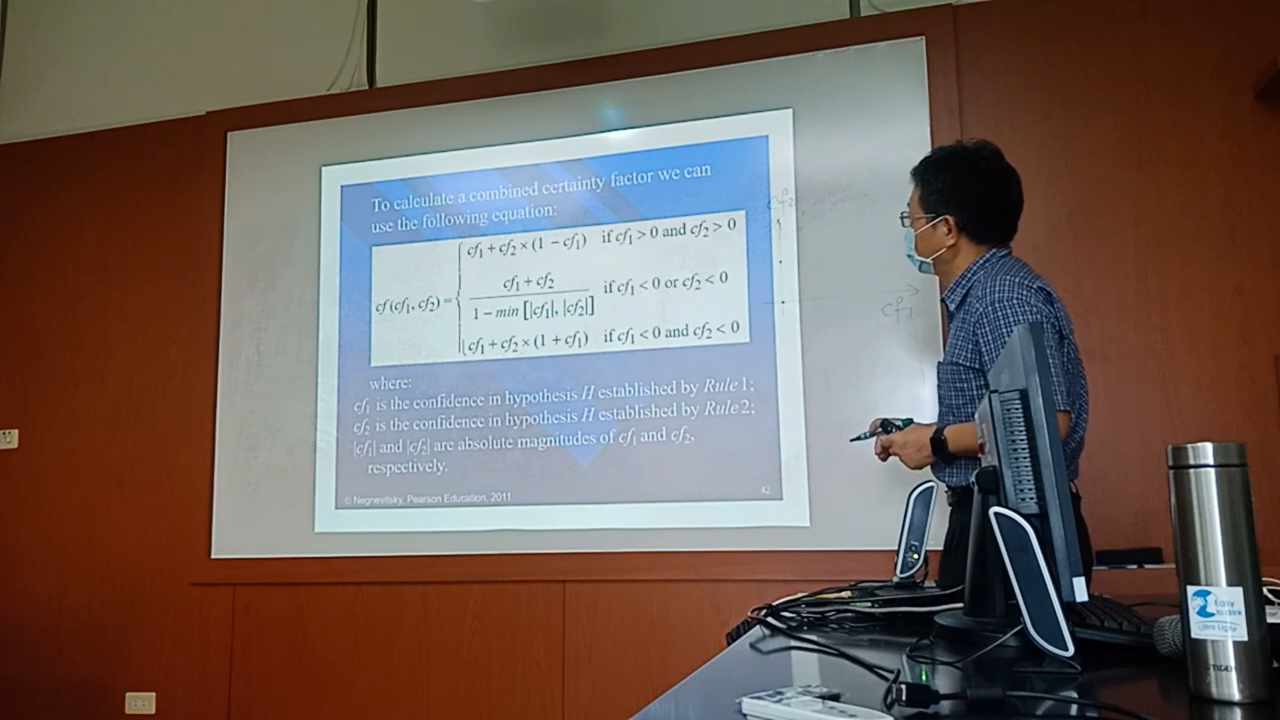 To calculate a combined certainty factor we can
use the following equation:
cf1 + cf2 × (1 − cf1) if cf1 > 0 and cf2 > 0
cf (cf1, cf2) = { (cf1 + cf2) / (1 − min [|cf1|, |cf2|]) if cf1 < 0 or cf2 < 0
cf1 + cf2 × (1 + cf1) if cf1 < 0 and cf2 < 0
where:
cf1 is the confidence in hypothesis H established by Rule 1;
cf2 is the confidence in hypothesis H established by Rule 2;
|cf1| and |cf2| are absolute magnitudes of cf1 and cf2,
respectively.
© Negnevitsky, Pearson Education, 2011
42
cf2
cf1
Easy
to drink
Ultra Light
TIGER